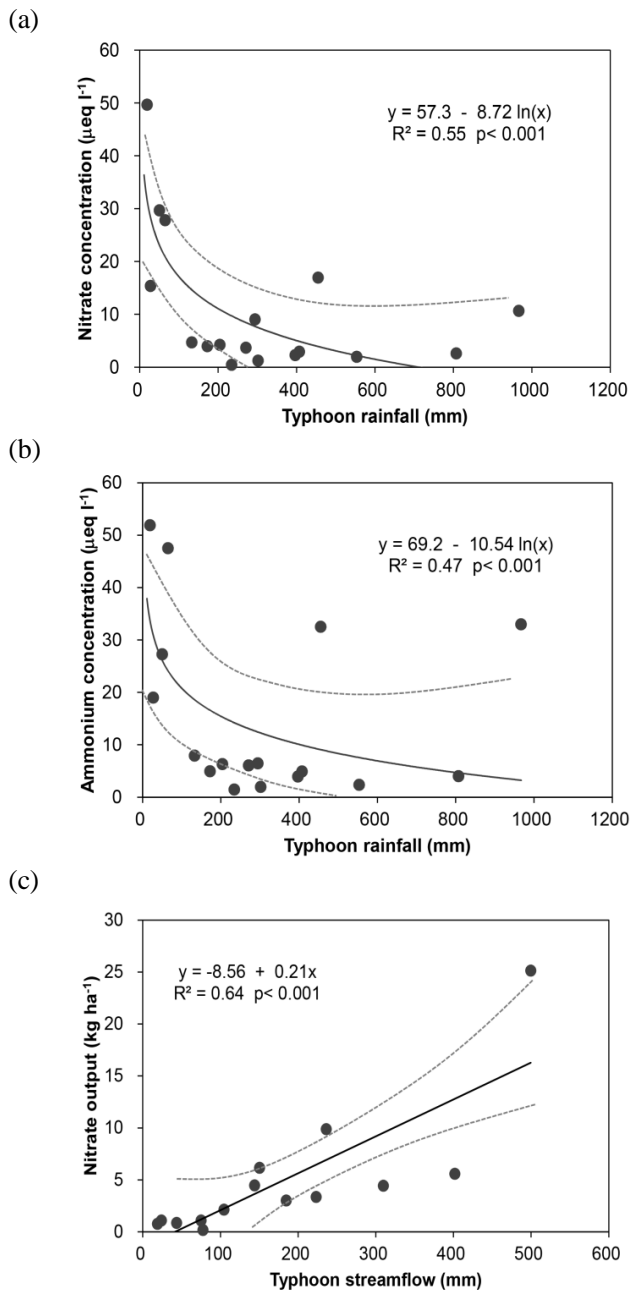 (a)
60
50
40
30
20
10
0
Nitrate concentration (μeq l⁻¹)
y = 57.3 - 8.72 ln(x)
R² = 0.55 p< 0.001
0 200 400 600 800 1000 1200
Typhoon rainfall (mm)
(b)
60
50
40
30
20
10
0
Ammonium concentration (μeq l⁻¹)
y = 69.2 - 10.54 ln(x)
R² = 0.47 p< 0.001
0 200 400 600 800 1000 1200
Typhoon rainfall (mm)
(c)
30
25
20
15
10
5
0
Nitrate output (kg ha⁻¹)
y = -8.56 + 0.21x
R² = 0.64 p< 0.001
0 100 200 300 400 500 600
Typhoon streamflow (mm)